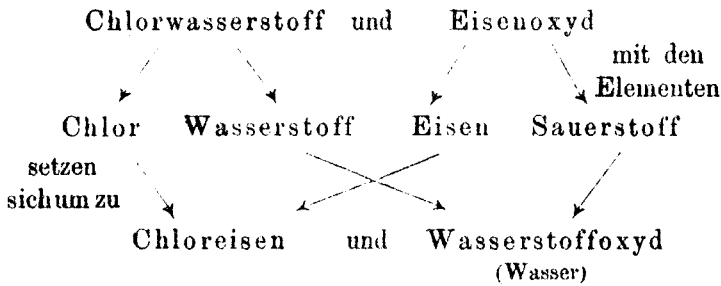 Chlorwasserstoff und Eisenoxyd
mit den
Elementen
Chlor Wasserstoff Eisen Sauerstoff
setzen
sich um zu
Chloreisen und Wasserstoffoxyd
(Wasser)